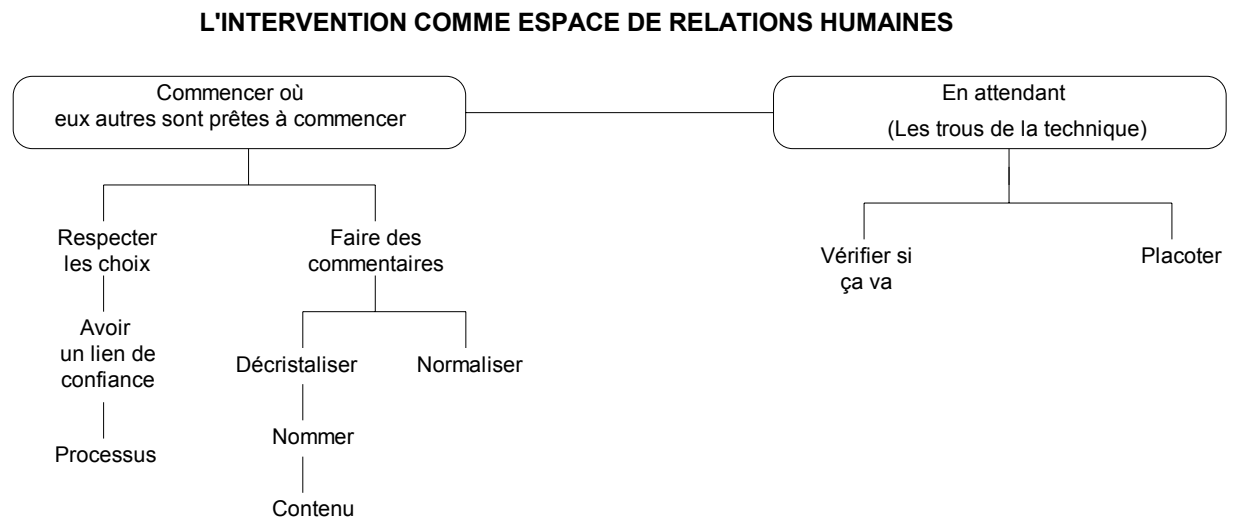 L'INTERVENTION COMME ESPACE DE RELATIONS HUMAINES
Commencer où
eux autres sont prêtes à commencer
En attendant
(Les trous de la technique)
Respecter
les choix
Faire des
commentaires
Vérifier si
ça va
Placoter
Avoir
un lien de
confiance
Décristaliser
Normaliser
Nommer
Processus
Contenu